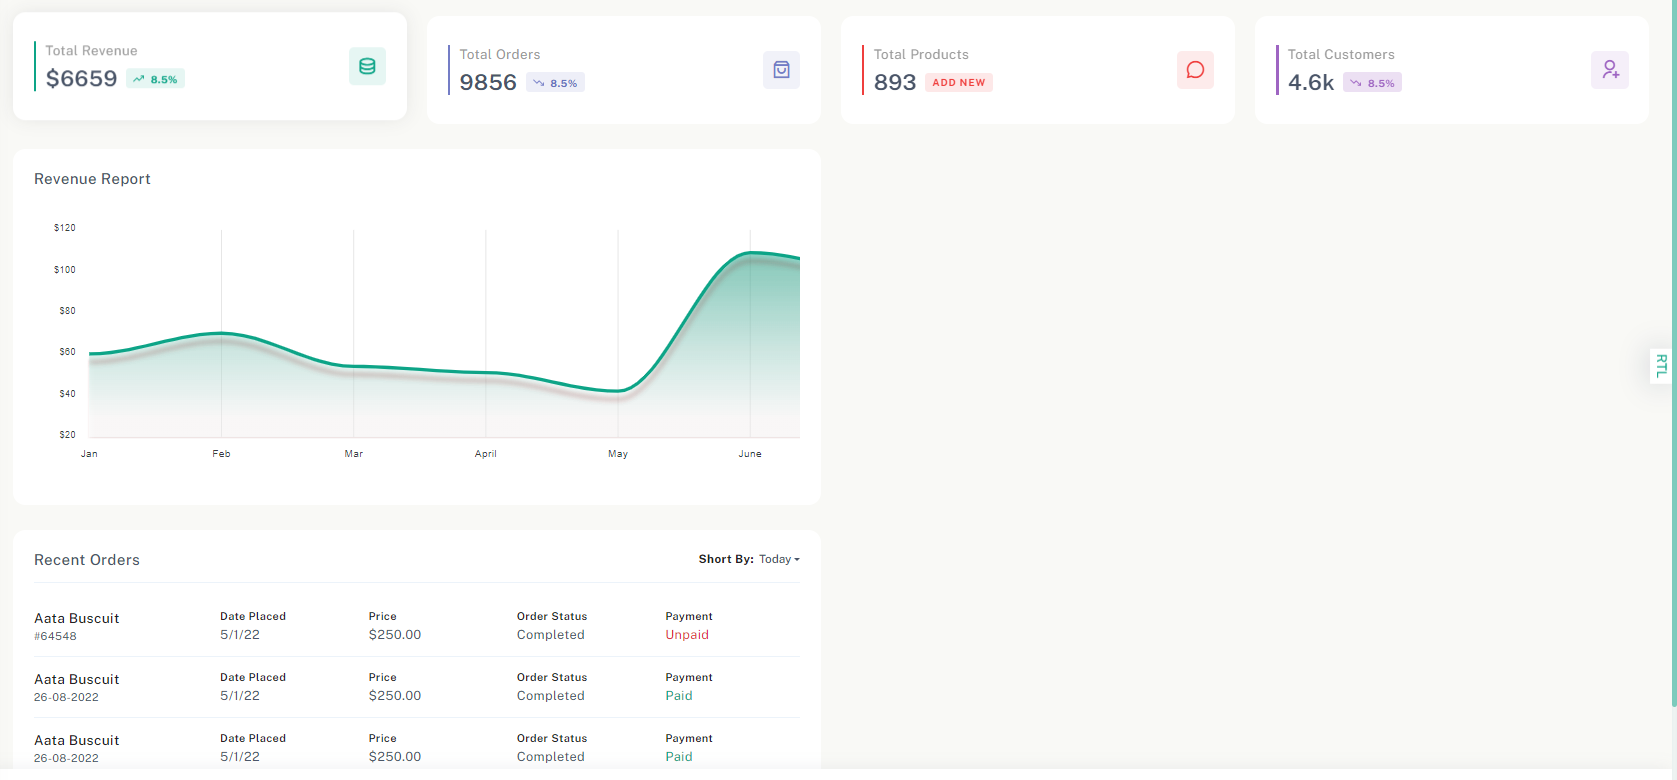 Total Revenue
$6659 8.5%
Total Orders
9856 8.5%
Total Products
893 ADD NEW
Total Customers
4.6k 8.5%
Revenue Report
$120
$100
$80
$60
$40
$20
Jan Feb Mar April May June
RTL
Recent Orders Short By: Today
Aata Buscuit Date Placed Price Order Status Payment
#64548 5/1/22 $250.00 Completed Unpaid
Aata Buscuit Date Placed Price Order Status Payment
26-08-2022 5/1/22 $250.00 Completed Paid
Aata Buscuit Date Placed Price Order Status Payment
26-08-2022 5/1/22 $250.00 Completed Paid